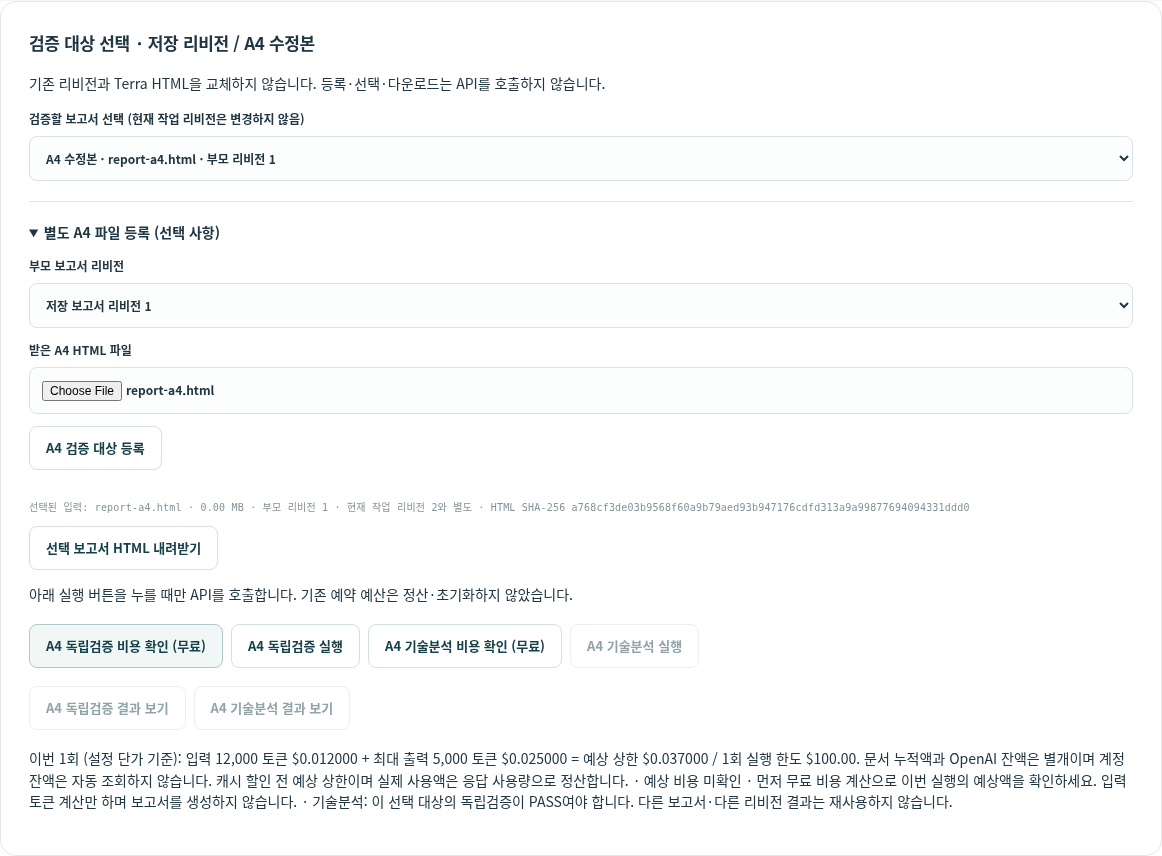 검증 대상 선택 · 저장 리비전 / A4 수정본
기존 리비전과 Terra HTML을 교체하지 않습니다. 등록·선택·다운로드는 API를 호출하지 않습니다.
검증할 보고서 선택 (현재 작업 리비전은 변경하지 않음)
A4 수정본 · report-a4.html · 부모 리비전 1
▼ 별도 A4 파일 등록 (선택 사항)
부모 보고서 리비전
저장 보고서 리비전 1
받은 A4 HTML 파일
Choose File report-a4.html
A4 검증 대상 등록
선택된 입력: report-a4.html · 0.00 MB · 부모 리비전 1 · 현재 작업 리비전 2와 별도 · HTML SHA-256 a768cf3de03b9568f60a9b79aed93b947176cdfd313a9a99877694094331ddd0
선택 보고서 HTML 내려받기
아래 실행 버튼을 누를 때만 API를 호출합니다. 기존 예약 예산은 정산·초기화하지 않았습니다.
A4 독립검증 비용 확인 (무료) A4 독립검증 실행 A4 기술분석 비용 확인 (무료) A4 기술분석 실행
A4 독립검증 결과 보기 A4 기술분석 결과 보기
이번 1회 (설정 단가 기준): 입력 12,000 토큰 $0.012000 + 최대 출력 5,000 토큰 $0.025000 = 예상 상한 $0.037000 / 1회 실행 한도 $100.00. 문서 누적액과 OpenAI 잔액은 별개이며 계정
잔액은 자동 조회하지 않습니다. 캐시 할인 전 예상 상한이며 실제 사용액은 응답 사용량으로 정산합니다. · 예상 비용 미확인 · 먼저 무료 비용 계산으로 이번 실행의 예상액을 확인하세요. 입력
토큰 계산만 하며 보고서를 생성하지 않습니다. · 기술분석: 이 선택 대상의 독립검증이 PASS여야 합니다. 다른 보고서·다른 리비전 결과는 재사용하지 않습니다.